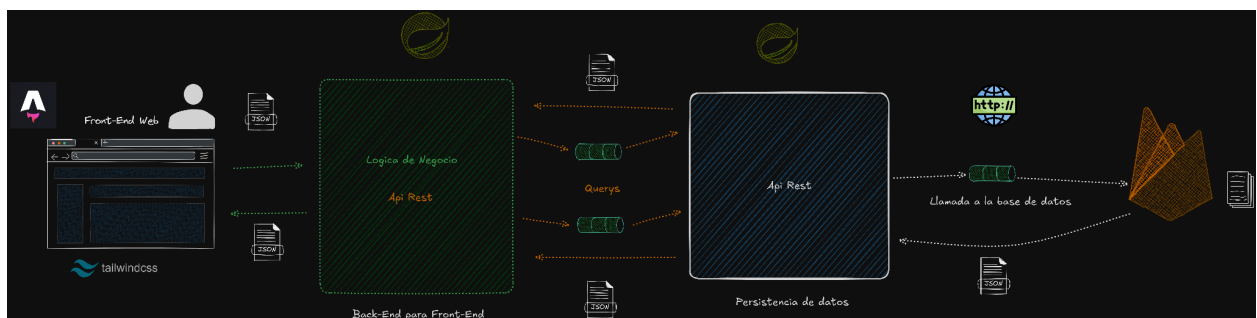 Front-End Web
JSON
JSON
tailwindcss
Logica de Negocio
Api Rest
Back-End para Front-End
JSON
Querys
JSON
Api Rest
Persistencia de datos
http://
Llamada a la base de datos
JSON